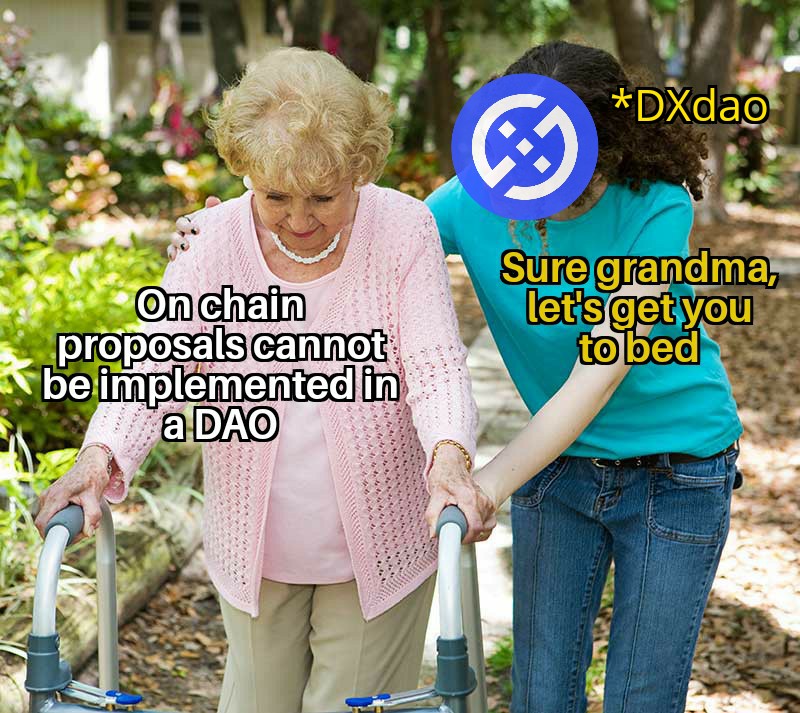 *DXdao
Sure grandma,
let's get you
to bed
On chain
proposals cannot
be implemented in
a DAO